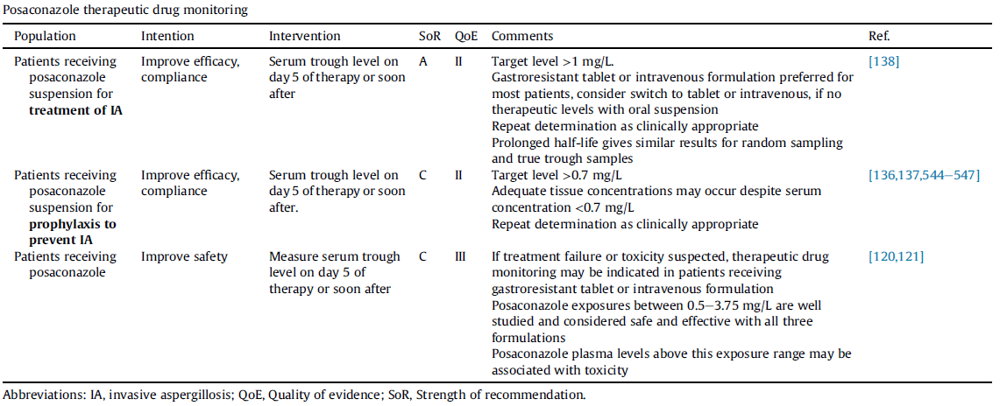 Posaconazole therapeutic drug monitoring
Population Intention Intervention SoR QoE Comments Ref.
Patients receiving posaconazole suspension for treatment of IA
Improve efficacy, compliance
Serum trough level on day 5 of therapy or soon after
A
II
Target level >1 mg/L.
Gastroresistant tablet or intravenous formulation preferred for most patients, consider switch to tablet or intravenous, if no therapeutic levels with oral suspension
Repeat determination as clinically appropriate
Prolonged half-life gives similar results for random sampling and true trough samples
[138]
Patients receiving posaconazole suspension for prophylaxis to prevent IA
Improve efficacy, compliance
Serum trough level on day 5 of therapy or soon after.
C
II
Target level >0.7 mg/L
Adequate tissue concentrations may occur despite serum concentration <0.7 mg/L
Repeat determination as clinically appropriate
[136,137,544−547]
Patients receiving posaconazole
Improve safety
Measure serum trough level on day 5 of therapy or soon after
C
III
If treatment failure or toxicity suspected, therapeutic drug monitoring may be indicated in patients receiving gastroresistant tablet or intravenous formulation
Posaconazole exposures between 0.5−3.75 mg/L are well studied and considered safe and effective with all three formulations
Posaconazole plasma levels above this exposure range may be associated with toxicity
[120,121]
Abbreviations: IA, invasive aspergillosis; QoE, Quality of evidence; SoR, Strength of recommendation.